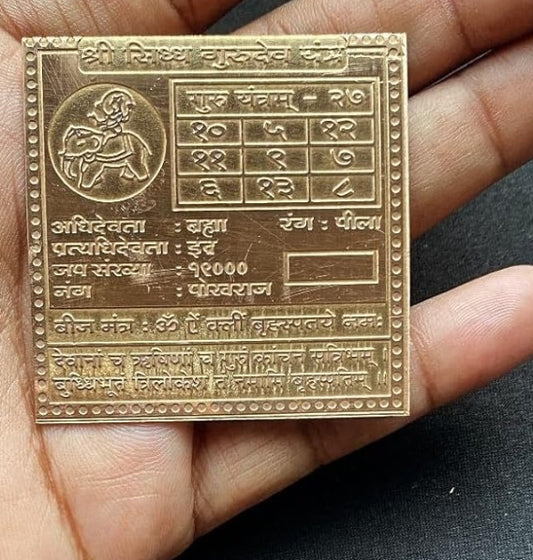 श्री सिध्ध गुरुदेव यंत्र
गुरु यंत्रम् - २७
१० ५ १२
११ ९ ७
६ १३ ८
अधिदेवता : ब्रह्मा रंग : पीला
प्रत्यधिदेवता : इंद्र
जप संख्या : १९०००
नंग : पोखराज
बीज मंत्र : ॐ ऐं क्लीं बृहस्पतये नमः
देवानां च ऋषिणां च गुरुं कांचन सन्निभम् ।
बुध्धिभूतं त्रिलोकेशं तं नमामि बृहस्पतिम् ।।